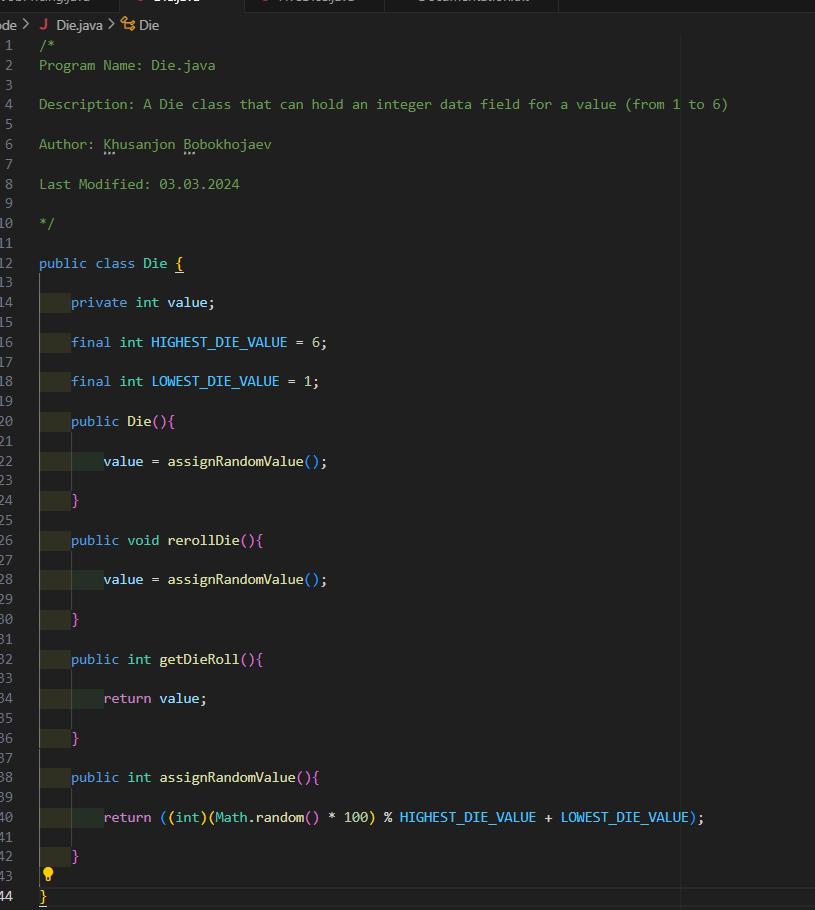 Die.java
ode > J Die.java > Die
1 /*
2 Program Name: Die.java
3
4 Description: A Die class that can hold an integer data field for a value (from 1 to 6)
5
6 Author: Khusanjon Bobokhojaev
7
8 Last Modified: 03.03.2024
9
10 */
11
12 public class Die {
13
14 private int value;
15
16 final int HIGHEST_DIE_VALUE = 6;
17
18 final int LOWEST_DIE_VALUE = 1;
19
20 public Die(){
21
22 value = assignRandomValue();
23
24 }
25
26 public void rerollDie(){
27
28 value = assignRandomValue();
29
30 }
31
32 public int getDieRoll(){
33
34 return value;
35
36 }
37
38 public int assignRandomValue(){
39
40 return ((int)(Math.random() * 100) % HIGHEST_DIE_VALUE + LOWEST_DIE_VALUE);
41
42 }
43
44 }